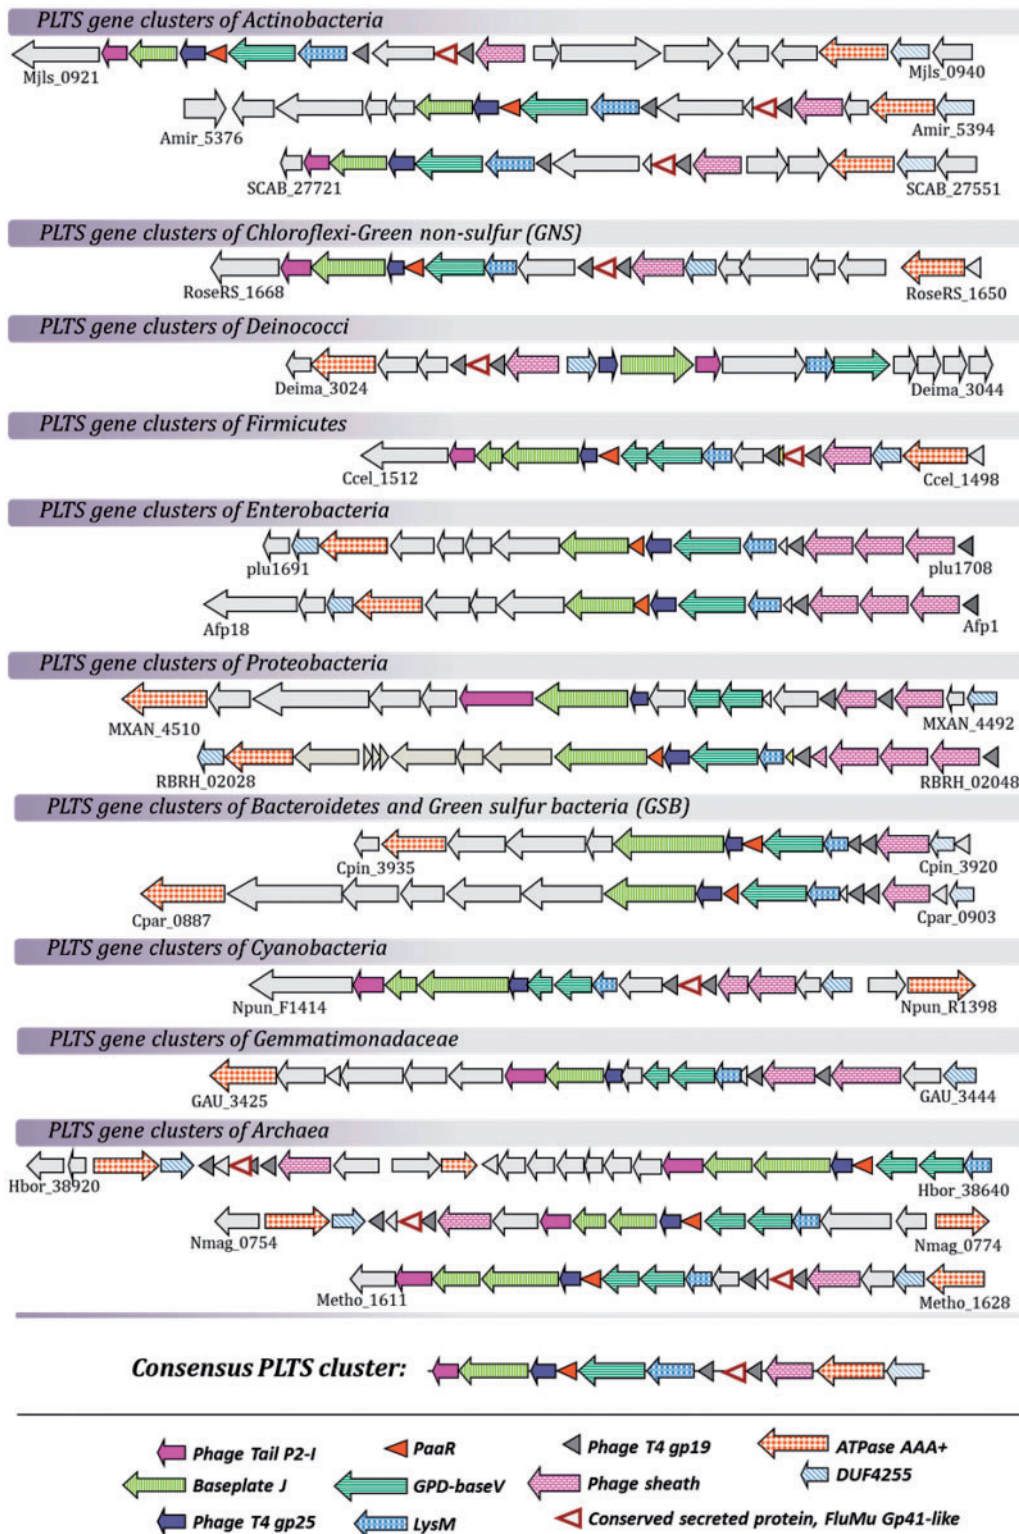 PLTS gene clusters of Actinobacteria
Mjls_0921 Mjls_0940
Amir_5376 Amir_5394
SCAB_27721 SCAB_27551
PLTS gene clusters of Chloroflexi-Green non-sulfur (GNS)
RoseRS_1668 RoseRS_1650
PLTS gene clusters of Deinococci
Deima_3024 Deima_3044
PLTS gene clusters of Firmicutes
Ccel_1512 Ccel_1498
PLTS gene clusters of Enterobacteria
plu1691 plu1708
Afp18 Afp1
PLTS gene clusters of Proteobacteria
MXAN_4510 MXAN_4492
RBRH_02028 RBRH_02048
PLTS gene clusters of Bacteroidetes and Green sulfur bacteria (GSB)
Cpin_3935 Cpin_3920
Cpar_0887 Cpar_0903
PLTS gene clusters of Cyanobacteria
Npun_F1414 Npun_R1398
PLTS gene clusters of Gemmatimonadaceae
GAU_3425 GAU_3444
PLTS gene clusters of Archaea
Hbor_38920 Hbor_38640
Nmag_0754 Nmag_0774
Metho_1611 Metho_1628
Consensus PLTS cluster:
Phage Tail P2-I PaaR Phage T4 gp19 ATPase AAA+
Baseplate J GPD-baseV Phage sheath DUF4255
Phage T4 gp25 LysM Conserved secreted protein, FluMu Gp41-like